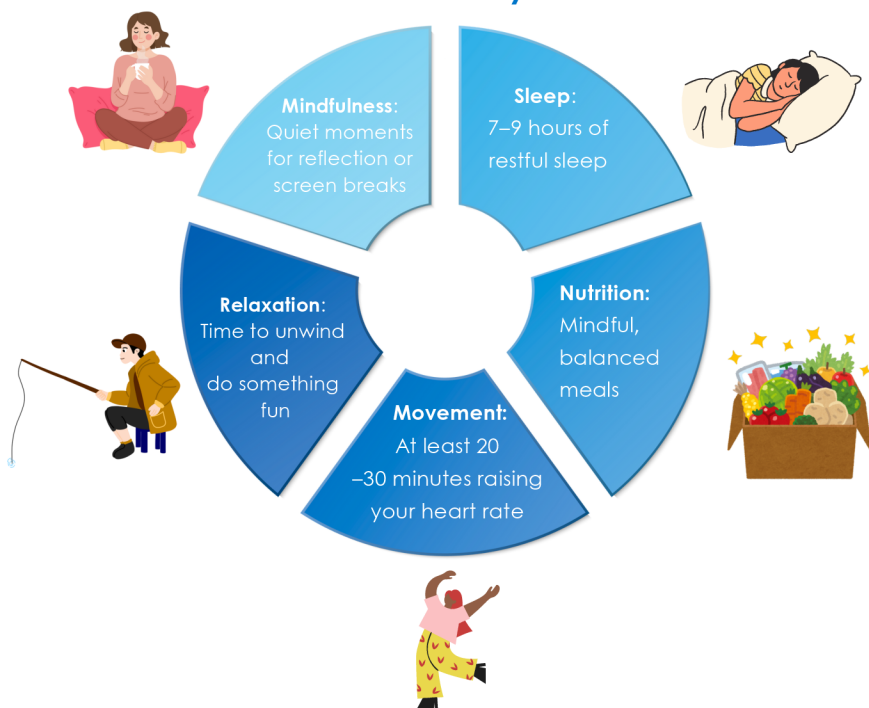 Mindfulness:
Quiet moments
for reflection or
screen breaks
Sleep:
7–9 hours of
restful sleep
Relaxation:
Time to unwind
and
do something
fun
Nutrition:
Mindful,
balanced
meals
Movement:
At least 20
–30 minutes raising
your heart rate